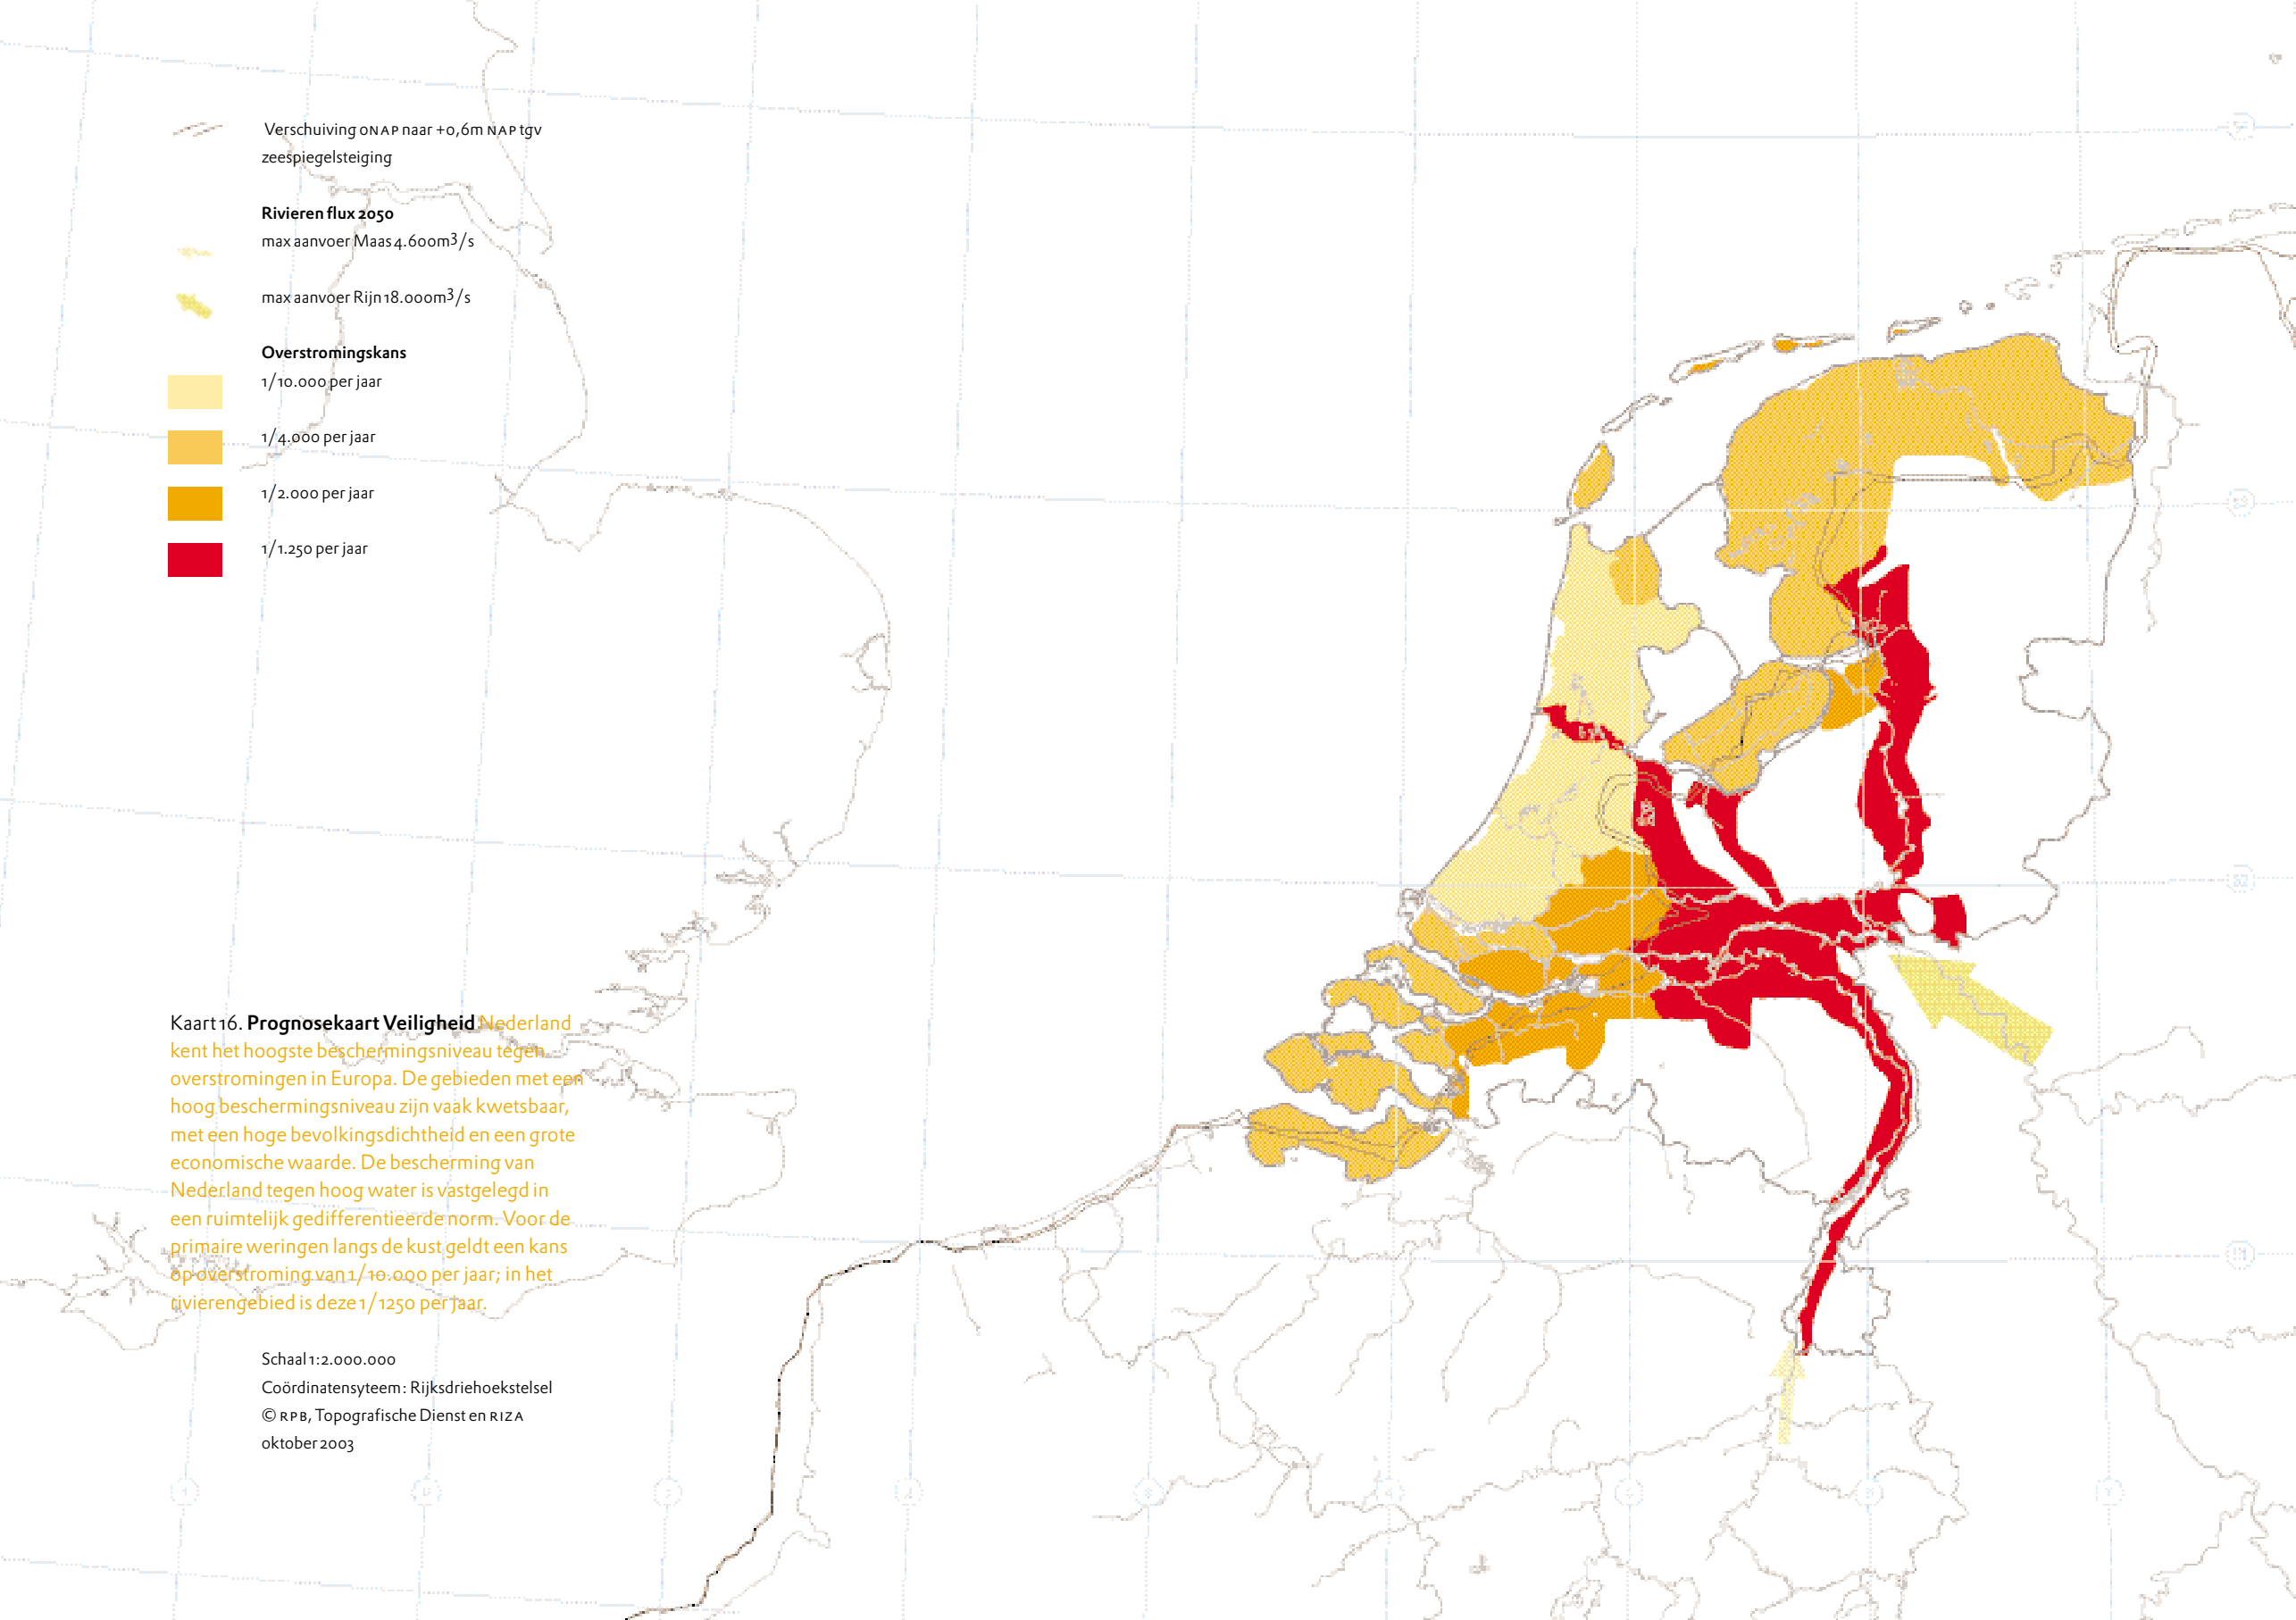 Verschuiving 0NAP naar +0,6m NAP tgv
zeespiegelsteiging
Rivieren flux 2050
max aanvoer Maas 4.600m³/s
max aanvoer Rijn 18.000m³/s
Overstromingskans
1/10.000 per jaar
1/4.000 per jaar
1/2.000 per jaar
1/1.250 per jaar
Kaart 16. Prognosekaart Veiligheid Nederland
kent het hoogste beschermingsniveau tegen
overstromingen in Europa. De gebieden met een
hoog beschermingsniveau zijn vaak kwetsbaar,
met een hoge bevolkingsdichtheid en een grote
economische waarde. De bescherming van
Nederland tegen hoog water is vastgelegd in
een ruimtelijk gedifferentieerde norm. Voor de
primaire weringen langs de kust geldt een kans
op overstroming van 1/10.000 per jaar; in het
rivierengebied is deze 1/1250 per jaar.
Schaal 1:2.000.000
Coördinatensyteem: Rijksdriehoekstelsel
© RPB, Topografische Dienst en RIZA
oktober 2003